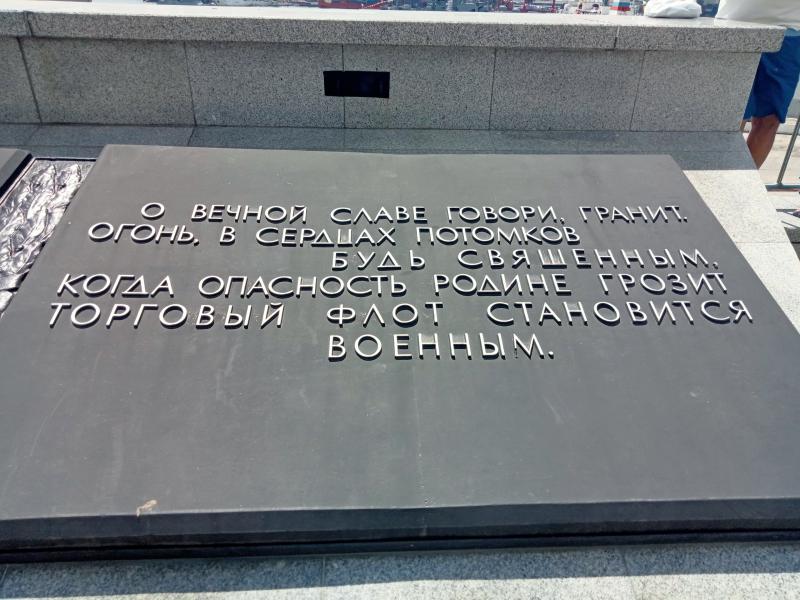 О ВЕЧНОЙ СЛАВЕ ГОВОРИ, ГРАНИТ,
ОГОНЬ, В СЕРДЦАХ ПОТОМКОВ
БУДЬ СВЯЩЕННЫМ,
КОГДА ОПАСНОСТЬ РОДИНЕ ГРОЗИТ
ТОРГОВЫЙ ФЛОТ СТАНОВИТСЯ
ВОЕННЫМ.